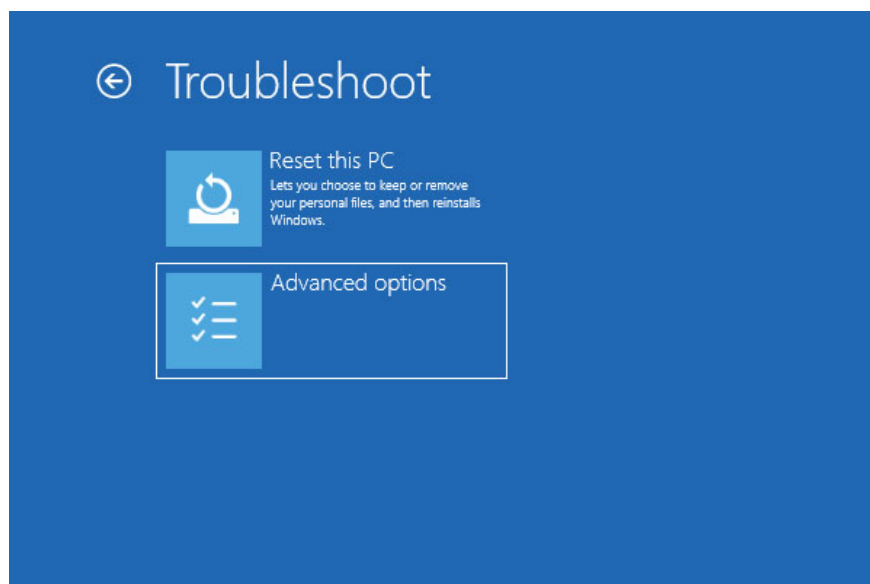 Troubleshoot
Reset this PC
Lets you choose to keep or remove
your personal files, and then reinstalls
Windows.
Advanced options